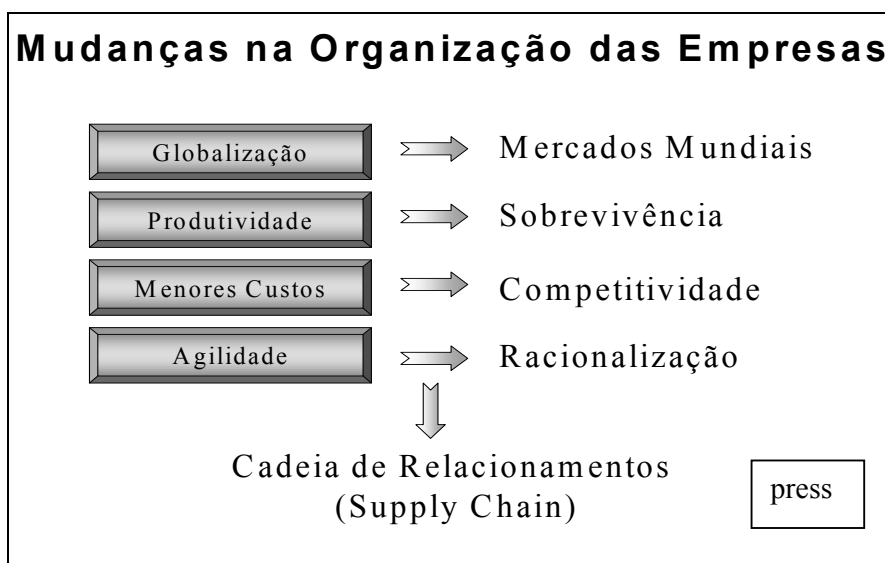 Mudanças na Organização das Empresas
Globalização
Mercados Mundiais
Produtividade
Sobrevivência
Menores Custos
Competitividade
Agilidade
Racionalização
Cadeia de Relacionamentos
(Supply Chain)
press